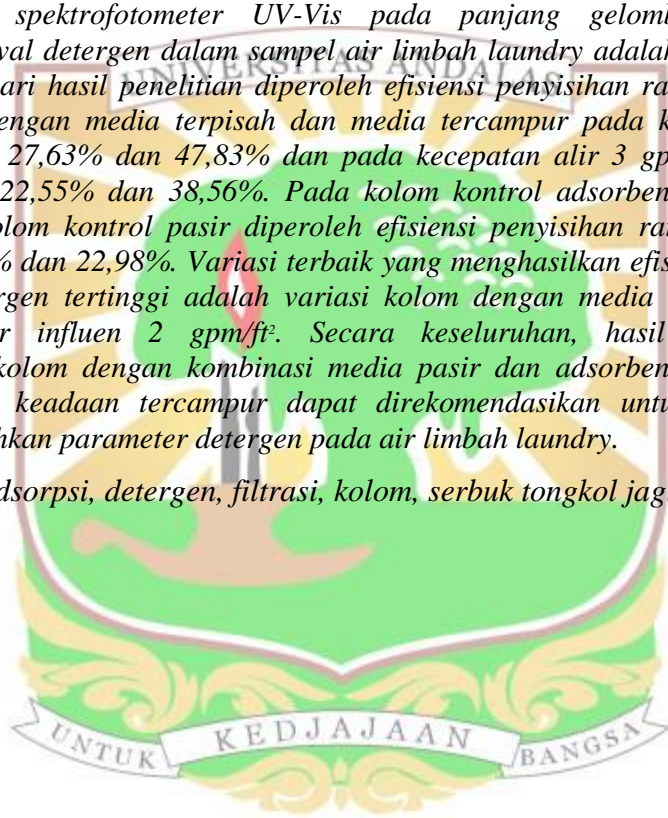 spektrofotometer UV-Vis pada panjang gelom
wal detergen dalam sampel air limbah laundry adalah
UNIVERSITAS ANDALAS
ari hasil penelitian diperoleh efisiensi penyisihan ra
engan media terpisah dan media tercampur pada k
27,63% dan 47,83% dan pada kecepatan alir 3 gp
22,55% dan 38,56%. Pada kolom kontrol adsorben
olom kontrol pasir diperoleh efisiensi penyisihan ra
% dan 22,98%. Variasi terbaik yang menghasilkan efis
rgen tertinggi adalah variasi kolom dengan media
r influen 2 gpm/ft². Secara keseluruhan, hasil
kolom dengan kombinasi media pasir dan adsorben
keadaan tercampur dapat direkomendasikan untu
hkan parameter detergen pada air limbah laundry.
dsorpsi, detergen, filtrasi, kolom, serbuk tongkol jag
UNTUK KEDJAJAAN BANGSA